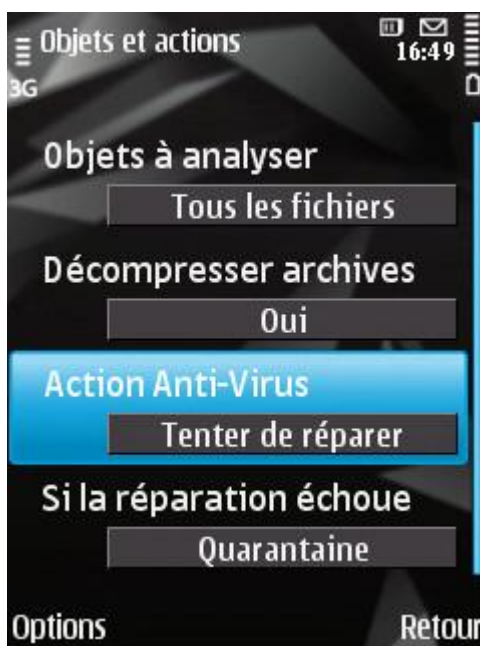 Objets et actions
16:49
3G
Objets à analyser
Tous les fichiers
Décompresser archives
Oui
Action Anti-Virus
Tenter de réparer
Si la réparation échoue
Quarantaine
Options
Retour